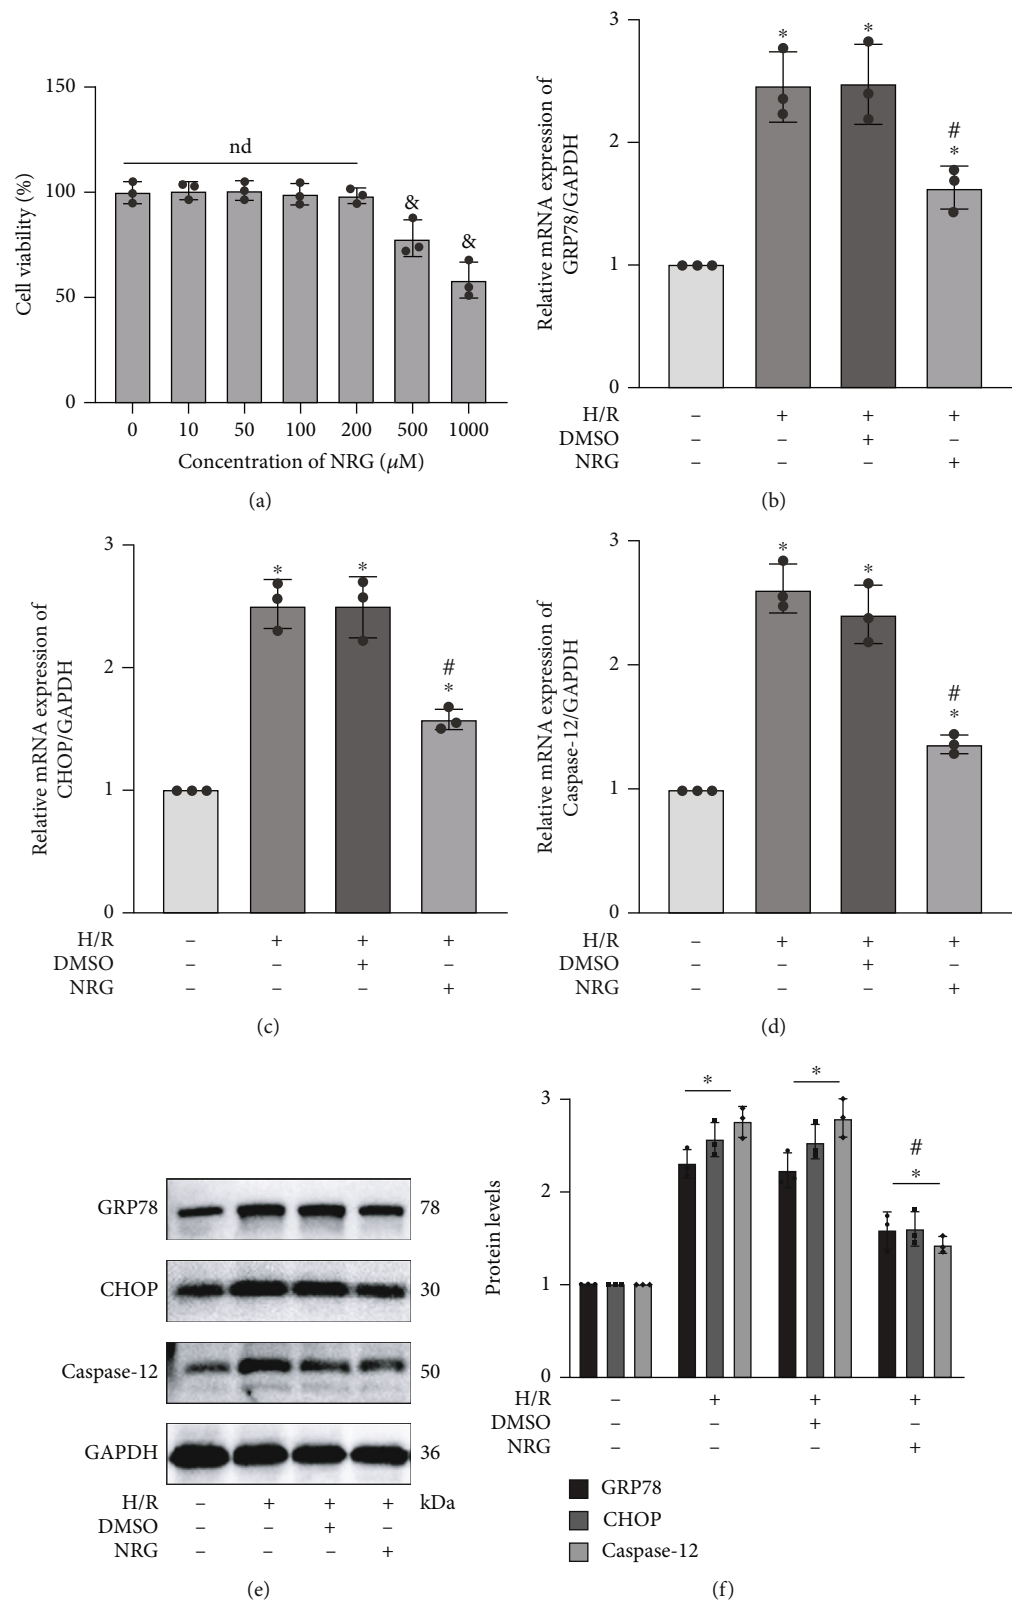 150
100
50
0
Cell viability (%)
nd
&
&
0 10 50 100 200 500 1000
Concentration of NRG (μM)
(a)
3
2
1
0
Relative mRNA expression of
GRP78/GAPDH
* * # *
H/R – + + +
DMSO – – + –
NRG – – – +
(b)
3
2
1
0
Relative mRNA expression of
CHOP/GAPDH
* * # *
H/R – + + +
DMSO – – + –
NRG – – – +
(c)
3
2
1
0
Relative mRNA expression of
Caspase-12/GAPDH
* * # *
H/R – + + +
DMSO – – + –
NRG – – – +
(d)
GRP78 78
CHOP 30
Caspase-12 50
GAPDH 36
H/R – + + + kDa
DMSO – – + –
NRG – – – +
(e)
3
2
1
0
Protein levels
* * # *
H/R – + + +
DMSO – – + –
NRG – – – +
GRP78
CHOP
Caspase-12
(f)